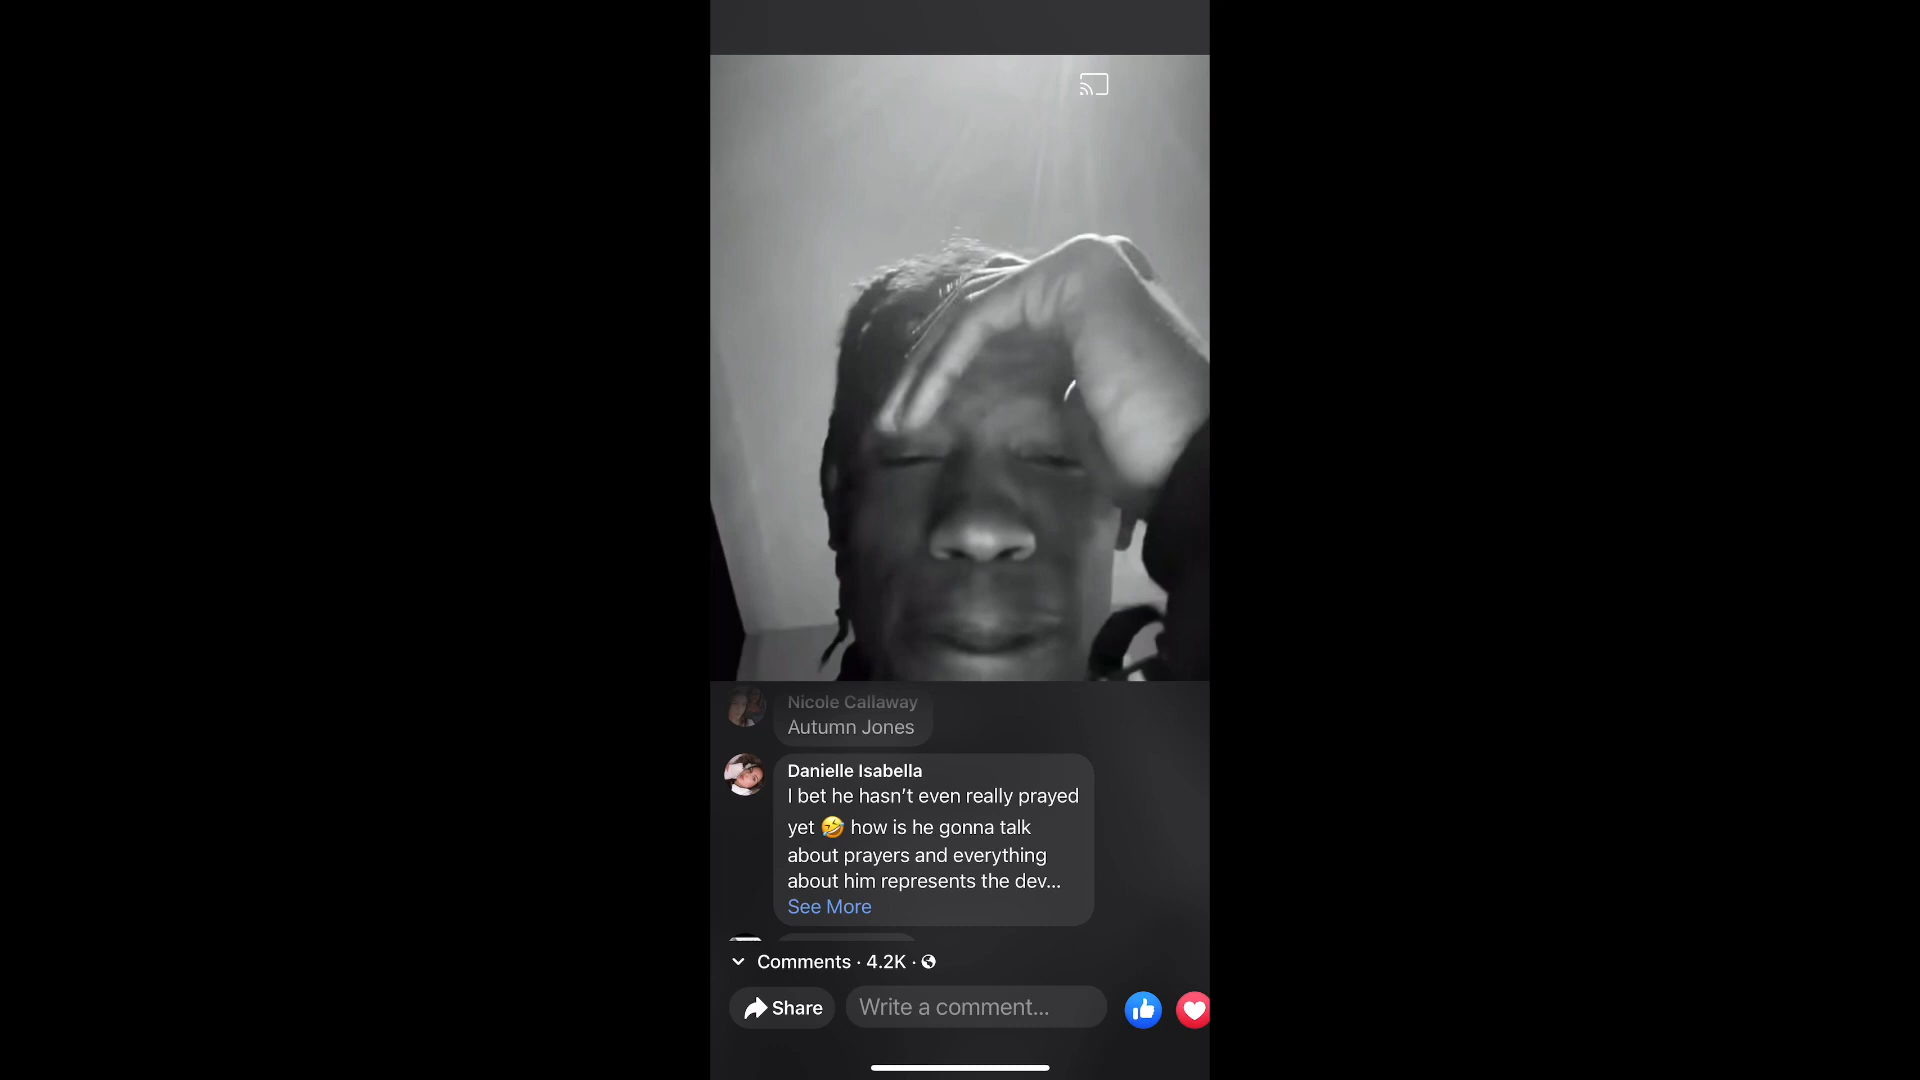 Nicole Callaway
Autumn Jones
Danielle Isabella
I bet he hasn't even really prayed
yet 🤣 how is he gonna talk
about prayers and everything
about him represents the dev...
See More
Comments · 4.2K ·
Share
Write a comment...